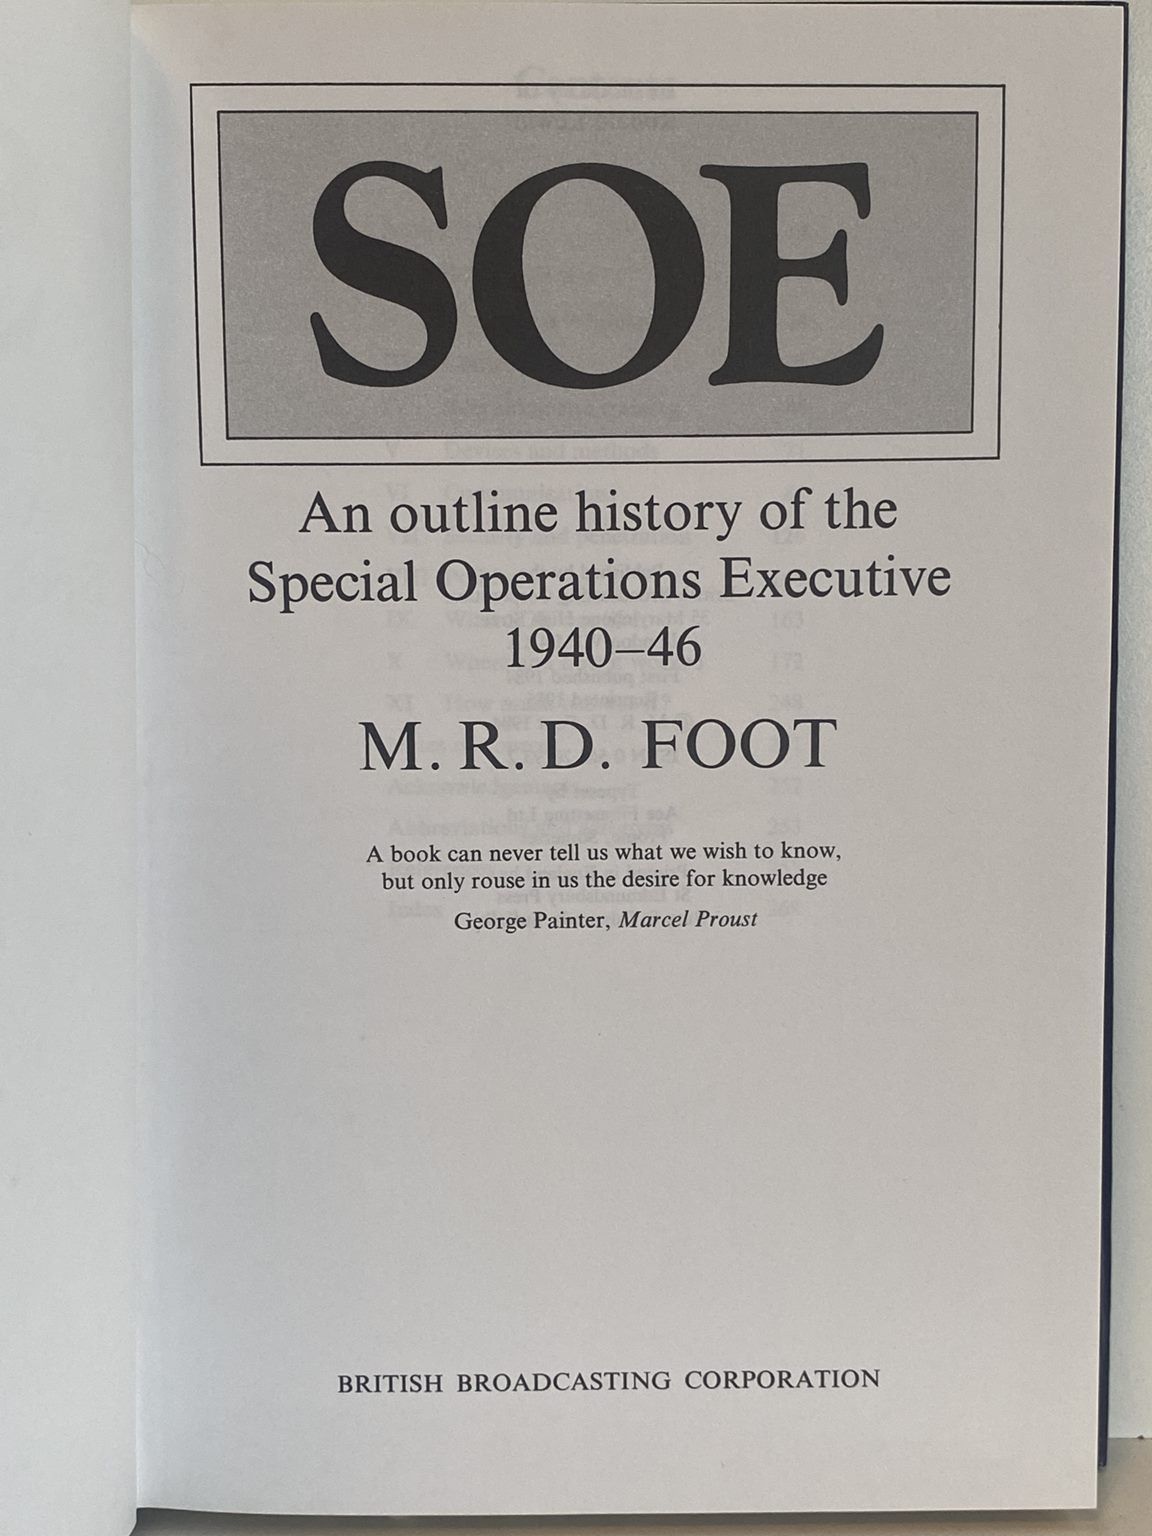 SOE
An outline history of the
Special Operations Executive
1940–46
M. R. D. FOOT
A book can never tell us what we wish to know,
but only rouse in us the desire for knowledge
George Painter, Marcel Proust
BRITISH BROADCASTING CORPORATION